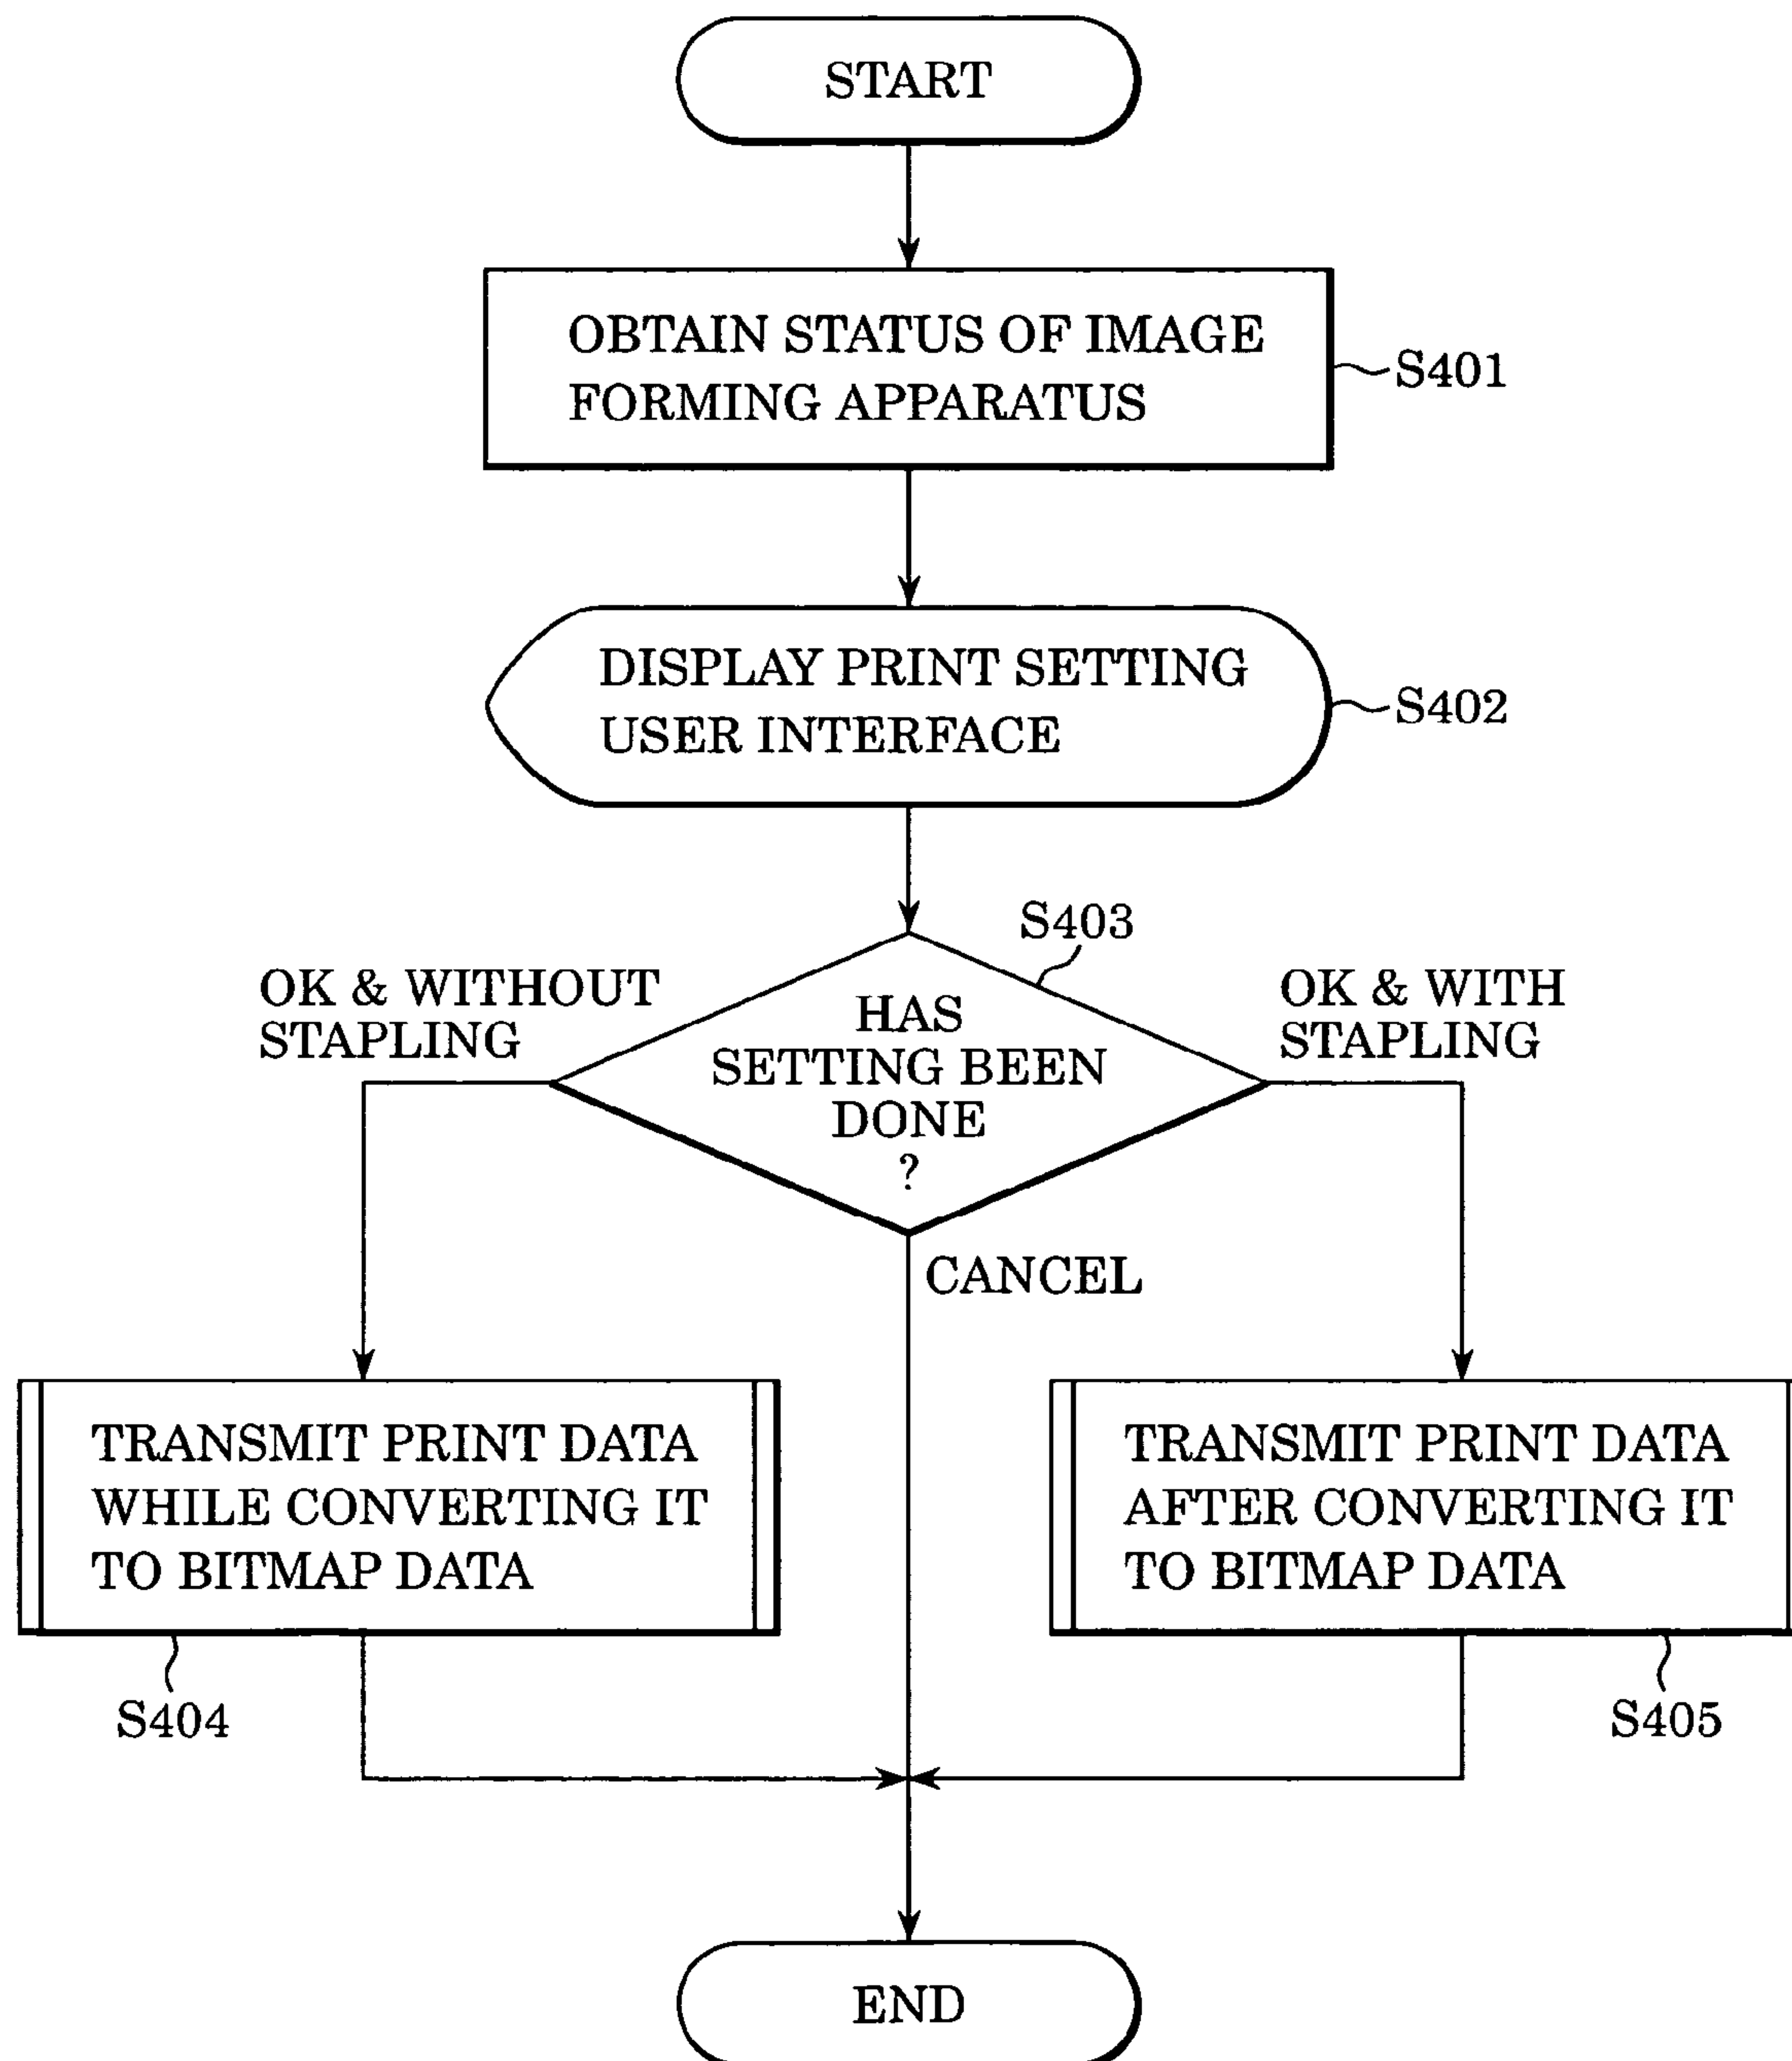 START
OBTAIN STATUS OF IMAGE
FORMING APPARATUS
S401
DISPLAY PRINT SETTING
USER INTERFACE
S402
S403
OK & WITHOUT
STAPLING
HAS
SETTING BEEN
DONE
?
OK & WITH
STAPLING
CANCEL
TRANSMIT PRINT DATA
WHILE CONVERTING IT
TO BITMAP DATA
S404
TRANSMIT PRINT DATA
AFTER CONVERTING IT
TO BITMAP DATA
S405
END